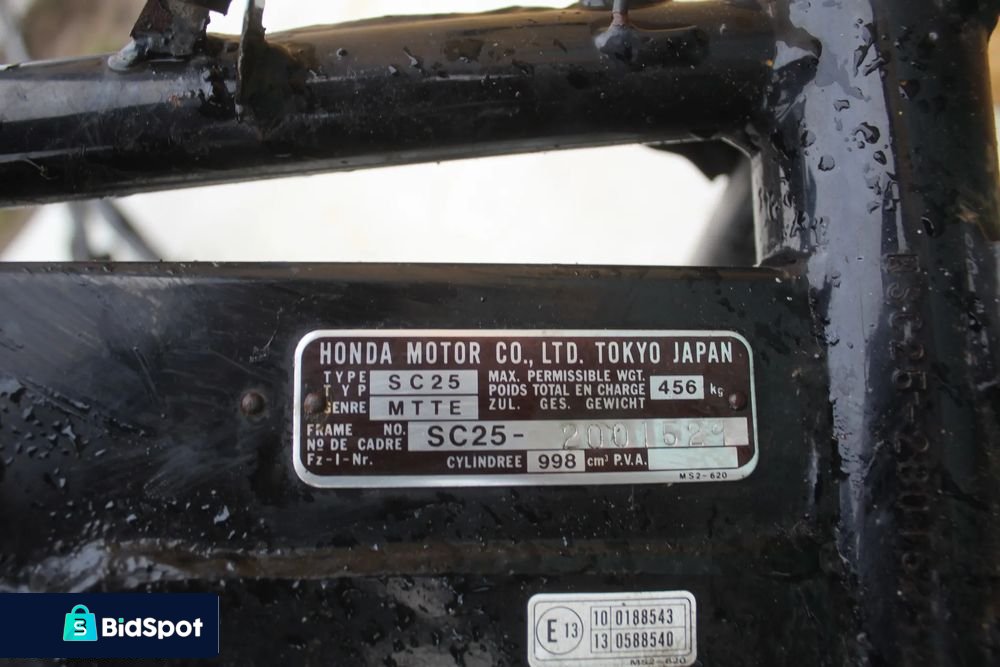 HONDA MOTOR CO., LTD. TOKYO JAPAN
TYPE
TYP
SC25
MAX. PERMISSIBLE WGT.
POIDS TOTAL EN CHARGE
ZUL. GES. GEWICHT
456 kg
GENRE MTTE
FRAME NO.
Nº DE CADRE
Fz-I-Nr.
SC25-
CYLINDREE 998 cm³ P.V.A.
MS2-620
E 13
10 0188543
13 0588540
MS2-620
BidSpot